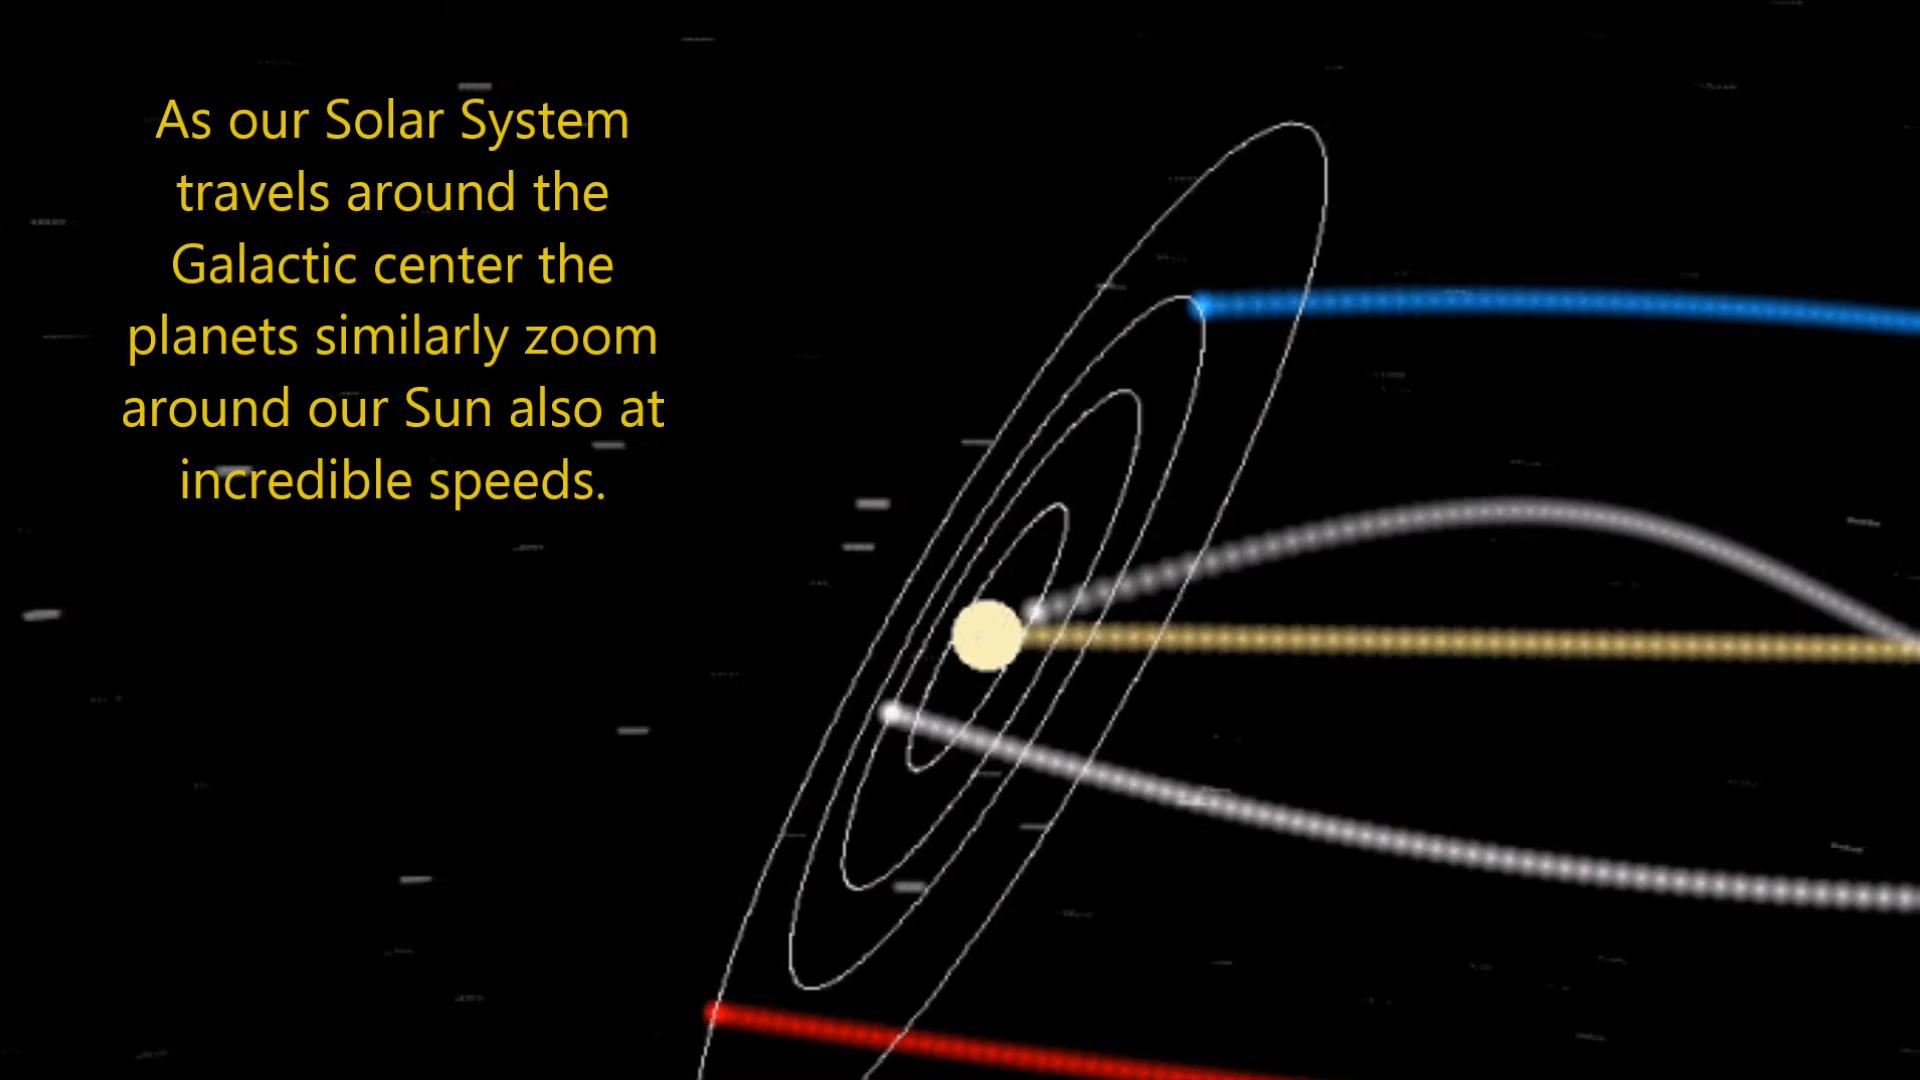 As our Solar System
travels around the
Galactic center the
planets similarly zoom
around our Sun also at
incredible speeds.